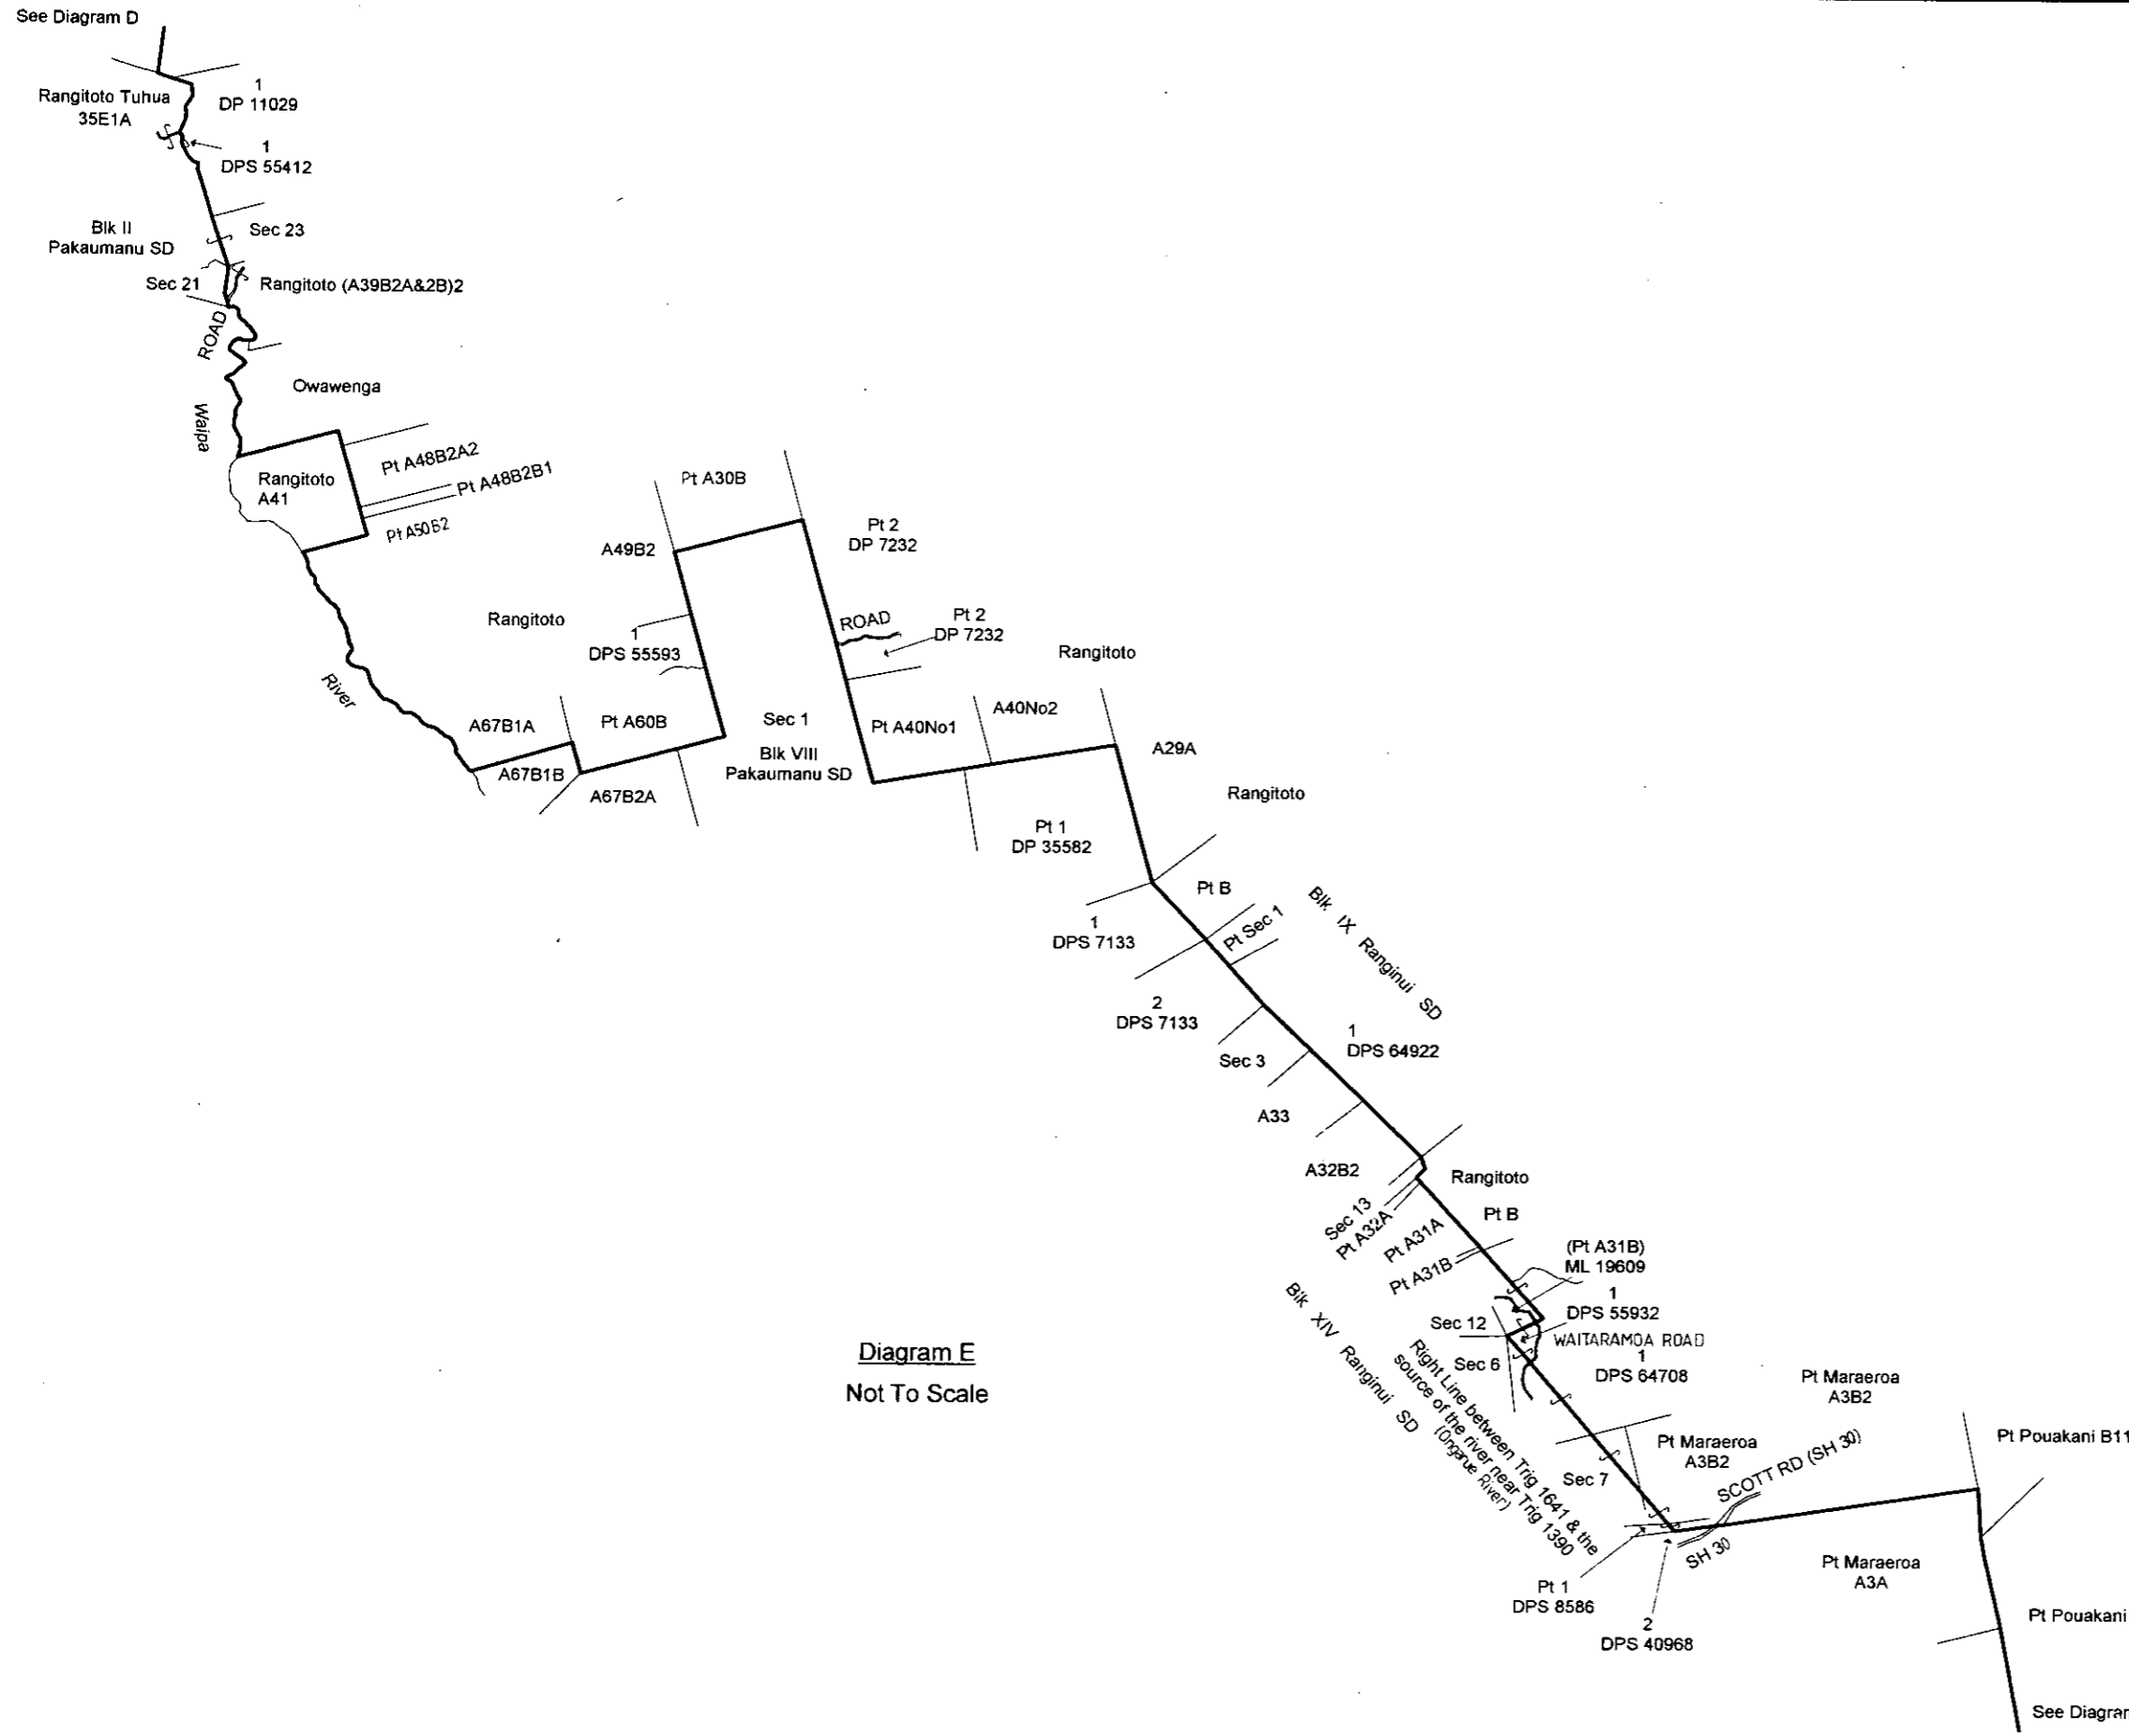 See Diagram D
Rangitoto Tuhua
35E1A
1
DP 11029
1
DPS 55412
Blk II
Pakaumanu SD
Sec 23
Sec 21
Rangitoto (A39B2A&2B)2
ROAD
Owawenga
Waipa
Rangitoto
A41
Pt A48B2A2
Pt A48B2B1
Pt A50B2
River
Pt A30B
A49B2
Pt 2
DP 7232
Rangitoto
1
DPS 55593
ROAD
Pt 2
DP 7232
Rangitoto
A67B1A
Pt A60B
Sec 1
Blk VIII
Pakaumanu SD
Pt A40No1
A40No2
A29A
A67B1B
A67B2A
Rangitoto
Pt 1
DP 35582
Pt B
1
DPS 7133
Pt Sec 1
Blk IX Ranginui SD
2
DPS 7133
1
DPS 64922
Sec 3
A33
A32B2
Rangitoto
Sec 13
Pt A32A
Pt A31A
Pt A31B
Pt B
(Pt A31B)
ML 19609
1
DPS 55932
Sec 12
WAITARAMOA ROAD
Sec 6
1
DPS 64708
Blk XIV Ranginui SD
Right Line between Trig 1641 & the
source of the river near Trig 1390
(Ongarue River)
Diagram E
Not To Scale
Pt Maraeroa
A3B2
Pt Maraeroa
A3B2
Pt Pouakani B11
Sec 7
SCOTT RD (SH 30)
SH 30
Pt Maraeroa
A3A
Pt 1
DPS 8586
2
DPS 40968
Pt Pouakani
See Diagram